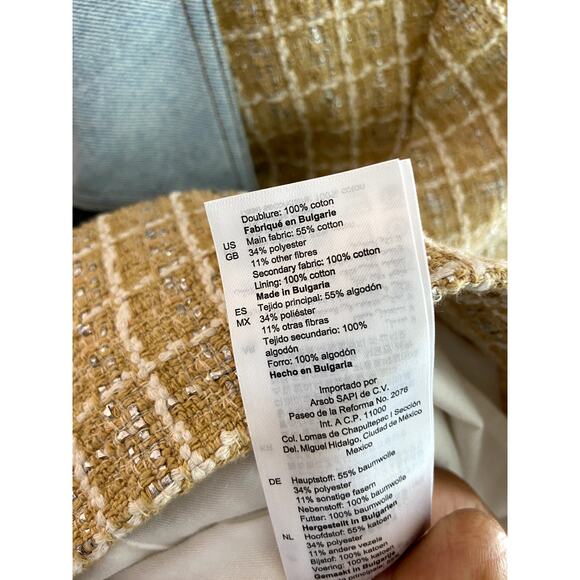 Doublure: 100% coton
Fabriqué en Bulgarie
US Main fabric: 55% cotton
GB 34% polyester
11% other fibres
Secondary fabric: 100% cotton
Lining: 100% cotton
Made in Bulgaria
ES Tejido principal: 55% algodón
MX 34% poliéster
11% otras fibras
Tejido secundario: 100%
algodón
Forro: 100% algodón
Hecho en Bulgaria
Importado por
Arsob SAPI de C.V.
Paseo de la Reforma No. 2078
Int. A C.P. 11000
Col. Lomas de Chapultepec I Sección
Del. Miguel Hidalgo, Ciudad de México
Mexico
DE Hauptstoff: 55% baumwolle
34% polyester
11% sonstige fasern
Nebenstoff: 100% baumwolle
Futter: 100% baumwolle
Hergestellt in Bulgarien
NL Hoofdstof: 55% katoen
34% polyester
11% andere vezels
Bijstof: 100% katoen
Voering: 100% katoen
Gemaakt in Bulgarije